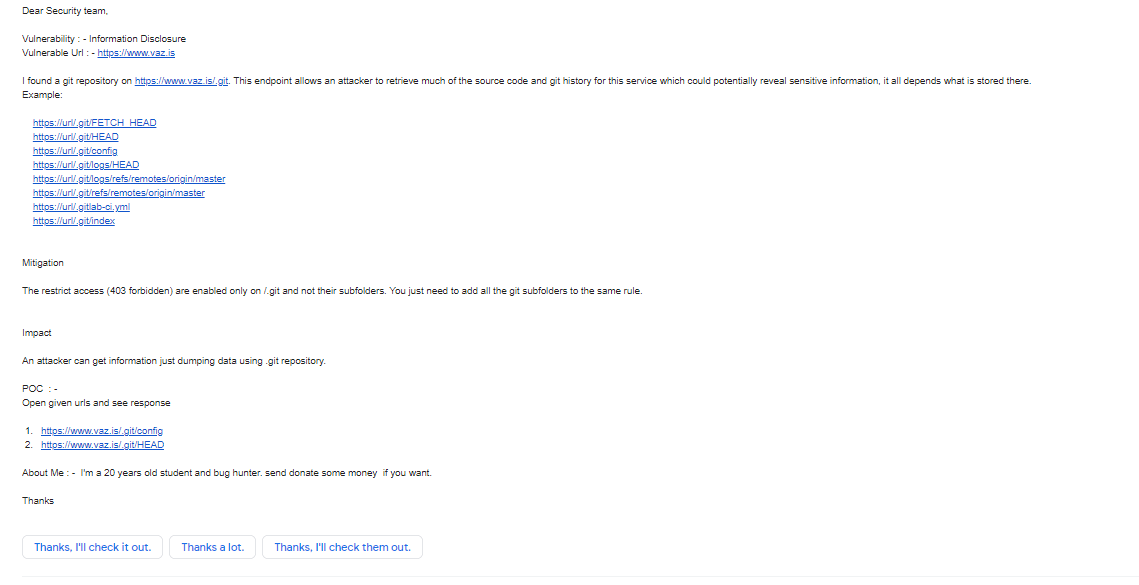 Dear Security team,
Vulnerability : - Information Disclosure
Vulnerable Url : - https://www.vaz.is
I found a git repository on https://www.vaz.is/.git. This endpoint allows an attacker to retrieve much of the source code and git history for this service which could potentially reveal sensitive information, it all depends what is stored there.
Example:
https://url/.git/FETCH_HEAD
https://url/.git/HEAD
https://url/.git/config
https://url/.git/logs/HEAD
https://url/.git/logs/refs/remotes/origin/master
https://url/.git/refs/remotes/origin/master
https://url/.gitlab-ci.yml
https://url/.git/index
Mitigation
The restrict access (403 forbidden) are enabled only on /.git and not their subfolders. You just need to add all the git subfolders to the same rule.
Impact
An attacker can get information just dumping data using .git repository.
POC : -
Open given urls and see response
1. https://www.vaz.is/.git/config
2. https://www.vaz.is/.git/HEAD
About Me : - I'm a 20 years old student and bug hunter. send donate some money if you want.
Thanks
Thanks, I'll check it out. Thanks a lot. Thanks, I'll check them out.